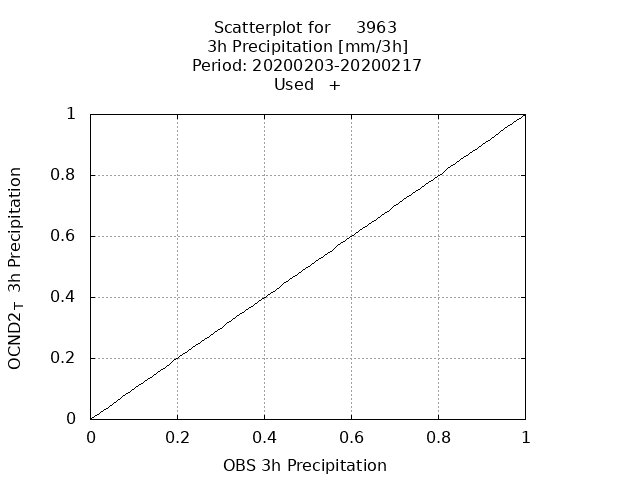 Scatterplot for 3963
3h Precipitation [mm/3h]
Period: 20200203-20200217
Used +
OCND2T 3h Precipitation
1
0.8
0.6
0.4
0.2
0
0 0.2 0.4 0.6 0.8 1
OBS 3h Precipitation